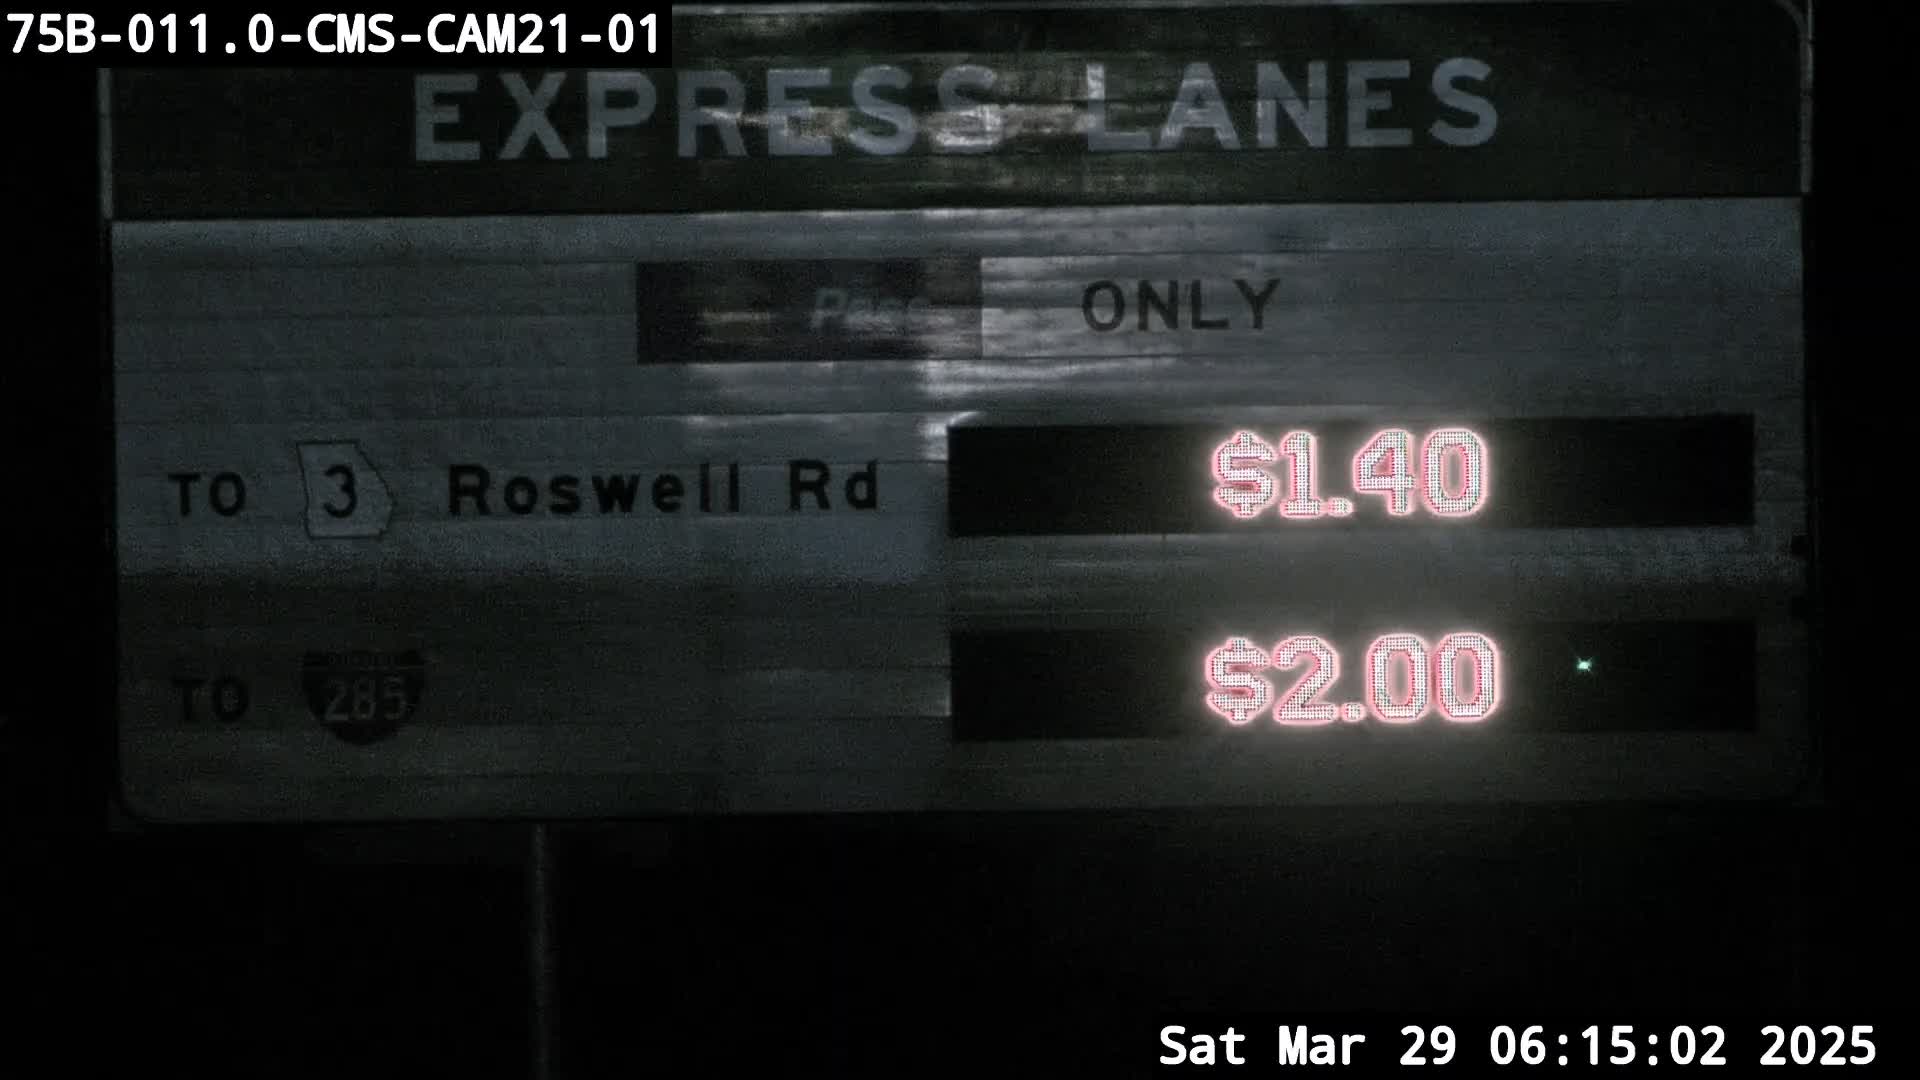 75B-011.0-CMS-CAM21-01
EXPRESS LANES
Pass ONLY
TO 3 Roswell Rd $1.40
TO 285 $2.00
Sat Mar 29 06:15:02 2025